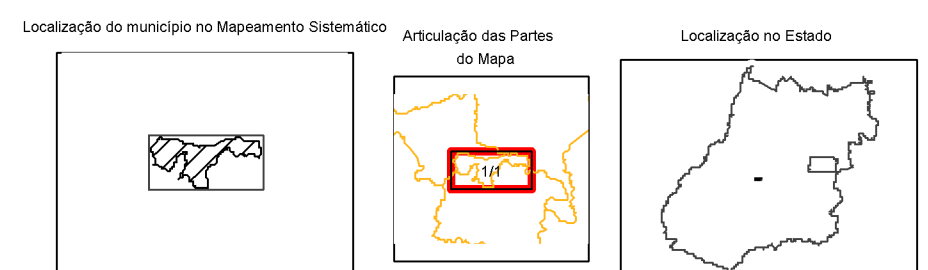 Localização do município no Mapeamento Sistemático
Articulação das Partes
do Mapa
Localização no Estado
1/1